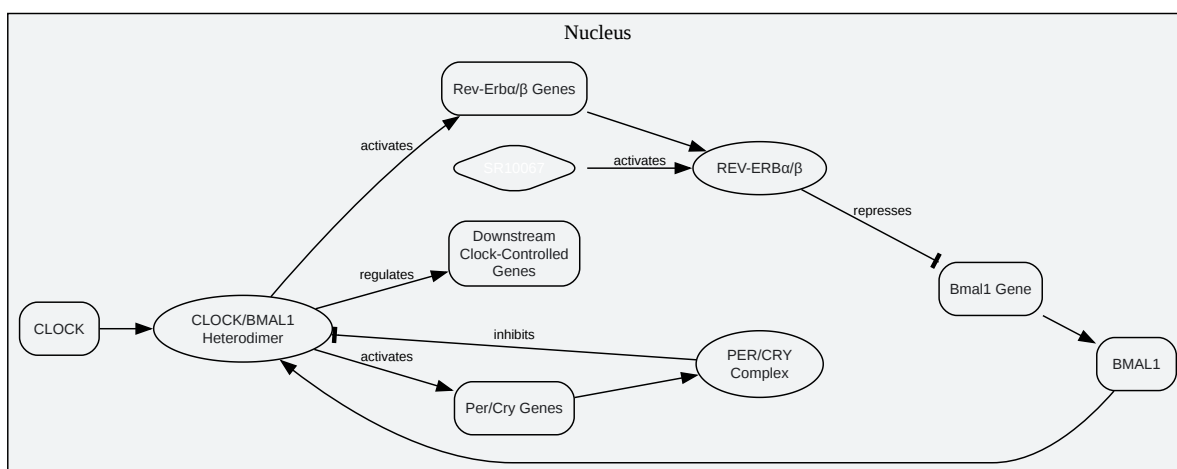 Nucleus
Rev-Erbα/β Genes
activates
SR10067
activates
REV-ERBα/β
represses
Downstream
Clock-Controlled
Genes
regulates
Bmal1 Gene
CLOCK
CLOCK/BMAL1
Heterodimer
inhibits
activates
PER/CRY
Complex
BMAL1
Per/Cry Genes